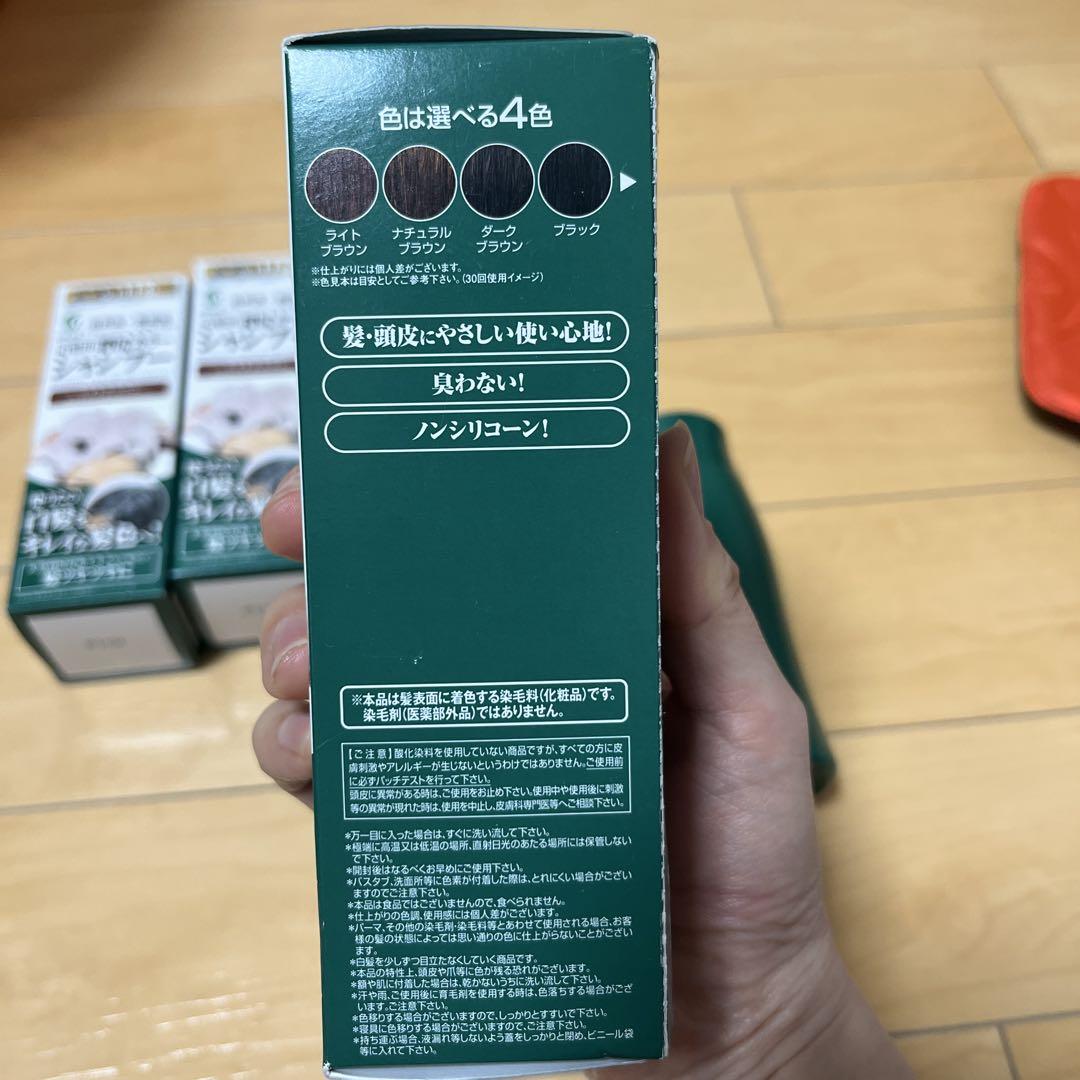 色は選べる4色
ライト
ブラウン
ナチュラル
ブラウン
ダーク
ブラウン
ブラック
※仕上がりには個人差がございます。
※色見本は目安としてご参考下さい。(30回使用イメージ)
髪・頭皮にやさしい使い心地!
臭わない!
ノンシリコーン!
※本品は髪表面に着色する染毛料(化粧品)です。
染毛剤(医薬部外品)ではありません。
【ご注意】酸化染料を使用していない商品ですが、すべての方に皮
膚刺激やアレルギーが生じないというわけではありません。ご使用前
に必ずパッチテストを行って下さい。
頭皮に異常がある時は、ご使用をお止め下さい。使用中や使用後に刺激
等の異常が現れた時は、使用を中止し、皮膚科専門医等へご相談下さい。
*万一目に入った場合は、すぐに洗い流して下さい。
*極端に高温又は低温の場所、直射日光のあたる場所には保管しない
で下さい。
*開封後はなるべくお早めにご使用下さい。
*バスタブ、洗面所等に色素が付着した際は、とれにくい場合がござい
ますのでご注意下さい。
*本品は食品ではございませんので、食べられません。
*仕上がりの色調、使用感には個人差がございます。
*パーマ、その他の染毛剤・染毛料等とあわせて使用される場合、お客
様の髪の状態によっては思い通りの色に仕上がらないことがござい
ます。
*白髪を少しずつ目立たなくしていく商品です。
*本品の特性上、頭皮や爪等に色が残る恐れがございます。
*額や肌に付着した場合は、乾かないうちに洗い流して下さい。
*汗や雨、ご使用後に育毛剤を使用する時は、色落ちする場合がござ
います。ご注意下さい。
*色移りする場合がございますので、しっかりとすすいで下さい。
*寝具に色移りする場合がございますので、ご注意下さい。
*持ち運ぶ場合、液漏れ等しないよう蓋をしっかりと閉め、ビニール袋
等に入れて下さい。
シャンプー
シャンプー